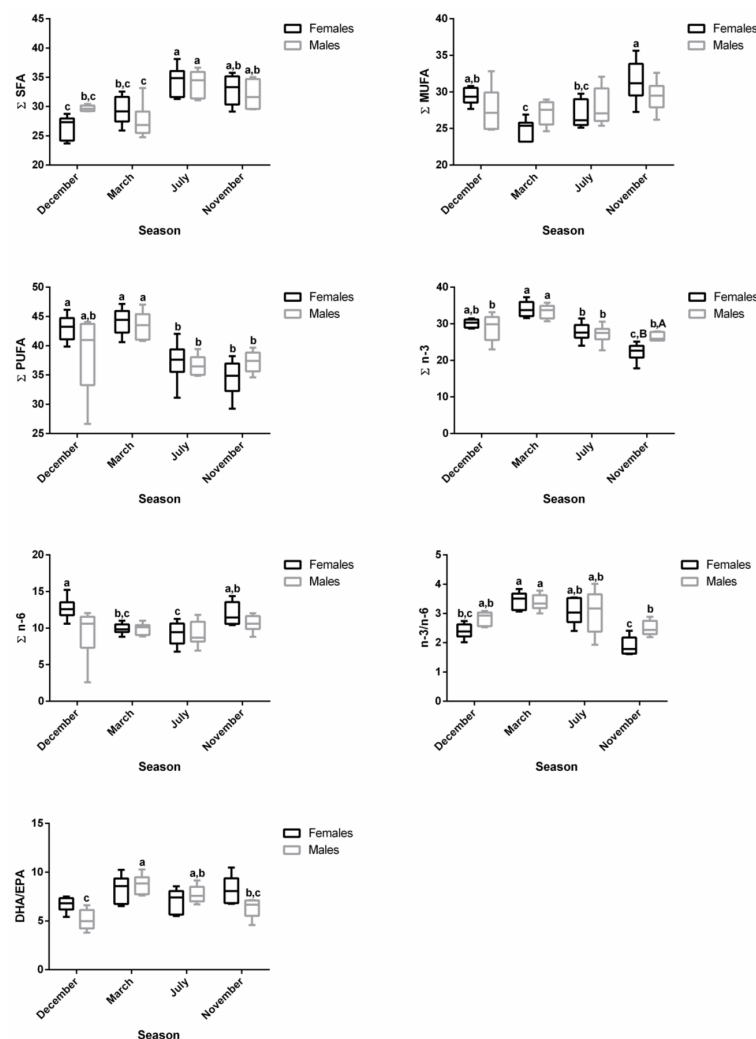 Σ SFA
40
35
30
25
20
c
b,c
b,c
c
a
a
a,b
a,b
December
March
July
November
Season
Females
Males
Σ MUFA
40
35
30
25
20
a,b
c
b,c
a
December
March
July
November
Season
Females
Males
Σ PUFA
50
45
40
35
30
25
a
a,b
a
a
b
b
b
b
December
March
July
November
Season
Females
Males
Σ n-3
40
30
20
10
0
a,b
b
a
a
b
b
c,B
b,A
December
March
July
November
Season
Females
Males
Σ n-6
20
15
10
5
0
a
b,c
c
a,b
December
March
July
November
Season
Females
Males
n-3/n-6
6
5
4
3
2
1
b,c
a,b
a
a
a,b
a,b
c
b
December
March
July
November
Season
Females
Males
DHA/EPA
15
10
5
0
c
a
a,b
b,c
December
March
July
November
Season
Females
Males